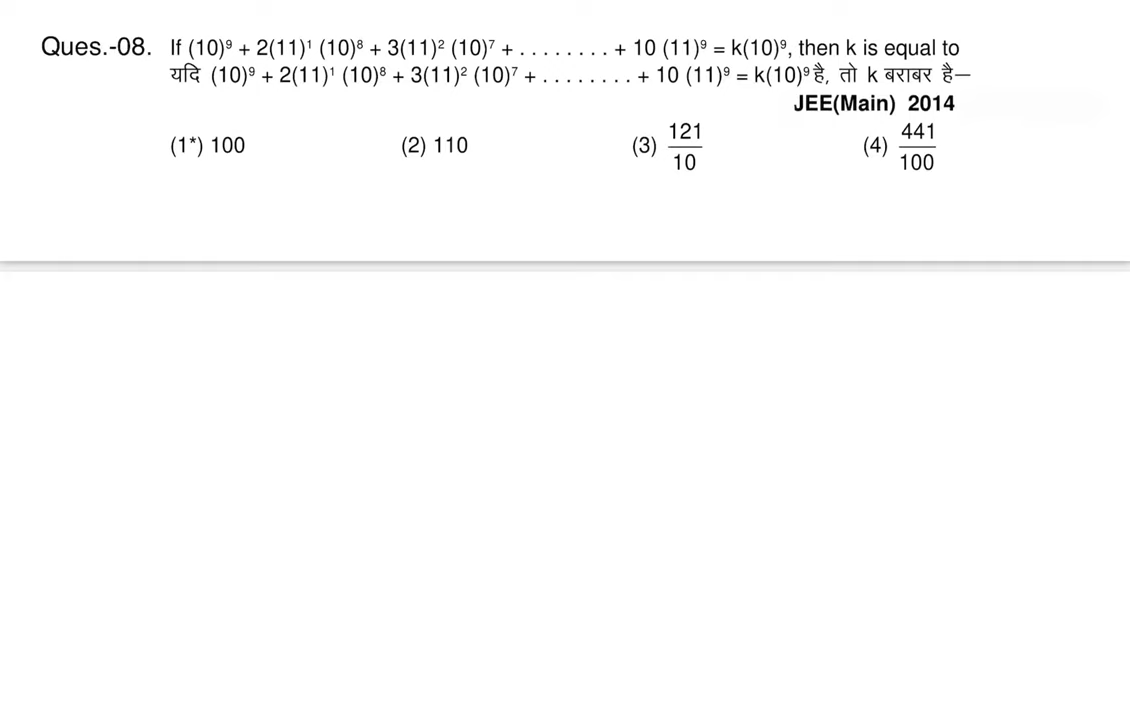 Ques.-08. If (10)⁹ + 2(11)¹ (10)⁸ + 3(11)² (10)⁷ + . . . . . . . . + 10 (11)⁹ = k(10)⁹, then k is equal to
यदि (10)⁹ + 2(11)¹ (10)⁸ + 3(11)² (10)⁷ + . . . . . . . . + 10 (11)⁹ = k(10)⁹ है, तो k बराबर है—
JEE(Main) 2014
(1*) 100 (2) 110 (3) 121/10 (4) 441/100